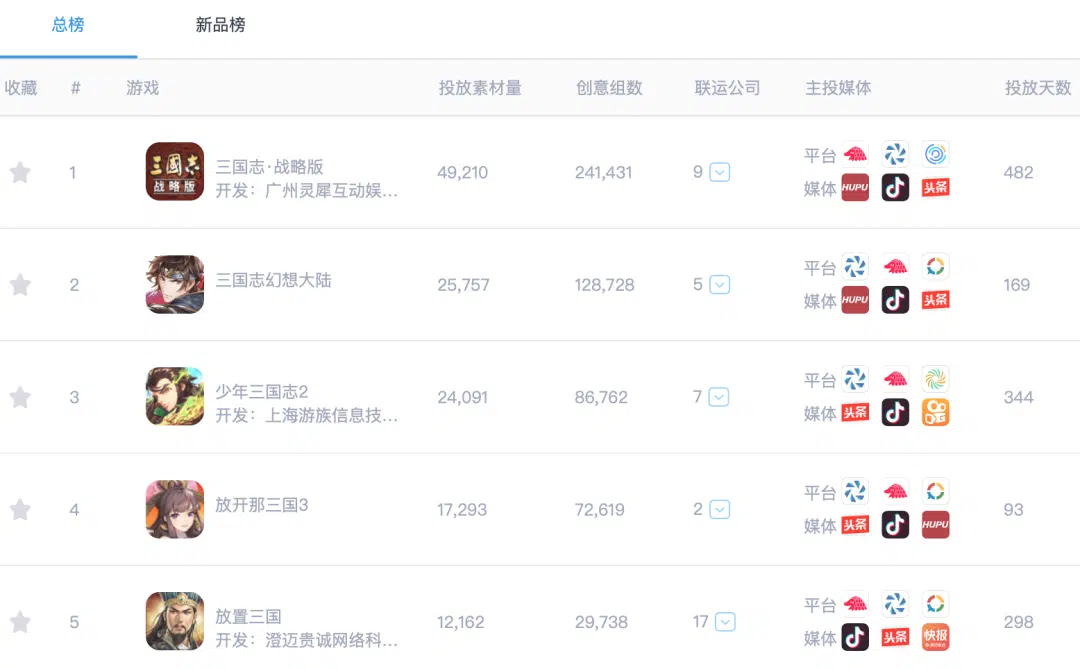 总榜 新品榜
收藏 # 游戏 投放素材量 创意组数 联运公司 主投媒体 投放天数
三國志
战略版
1 三国志·战略版 49,210 241,431 9 平台 482
开发：广州灵犀互动娱... 媒体 HUPU 头条
2 三国志幻想大陆 25,757 128,728 5 平台 169
媒体 HUPU 头条
3 少年三国志2 24,091 86,762 7 平台 344
开发：上海游族信息技... 媒体 头条
4 放开那三国3 17,293 72,619 2 平台 93
媒体 头条 HUPU
5 放置三国 12,162 29,738 17 平台 298
开发：澄迈贵诚网络科... 媒体 头条 快报